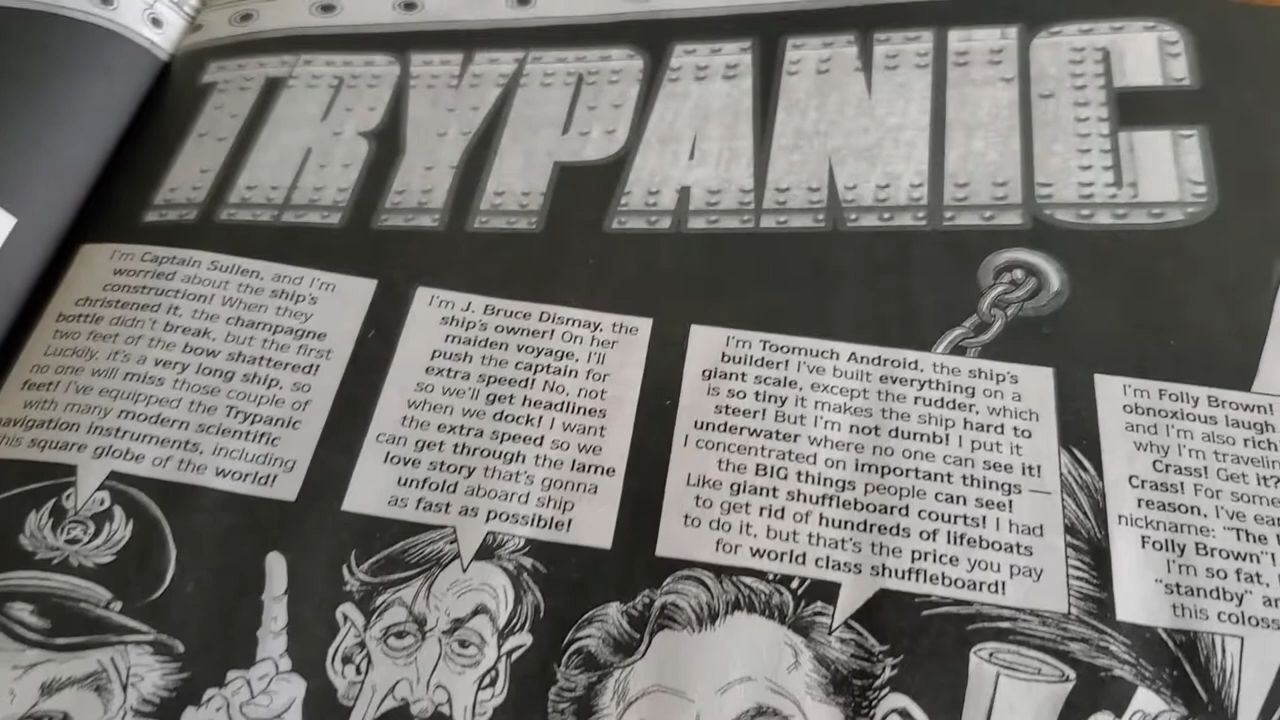 TRYPANIC
I'm Captain Sullen, and I'm
worried about the ship's
construction! When they
christened it, the champagne
bottle didn't break, but the first
two feet of the bow shattered!
Luckily, it's a very long ship, so
no one will miss those couple of
feet! I've equipped the Trypanic
with many modern scientific
navigation instruments, including
this square globe of the world!
I'm J. Bruce Dismay, the
ship's owner! On her
maiden voyage, I'll
push the captain for
extra speed! No, not
so we'll get headlines
when we dock! I want
the extra speed so we
can get through the lame
love story that's gonna
unfold aboard ship
as fast as possible!
I'm Toomuch Android, the ship's
builder! I've built everything on a
giant scale, except the rudder, which
is so tiny it makes the ship hard to
steer! But I'm not dumb! I put it
underwater where no one can see it!
I concentrated on important things —
the BIG things people can see!
Like giant shuffleboard courts! I had
to get rid of hundreds of lifeboats
to do it, but that's the price you pay
for world class shuffleboard!
I'm Folly Brown!
obnoxious laugh
and I'm also rich
why I'm
Crass! Get it?
Crass! For some
reason, I've
nickname: "The
Folly Brown"!
I'm so fat,
"standby"
this